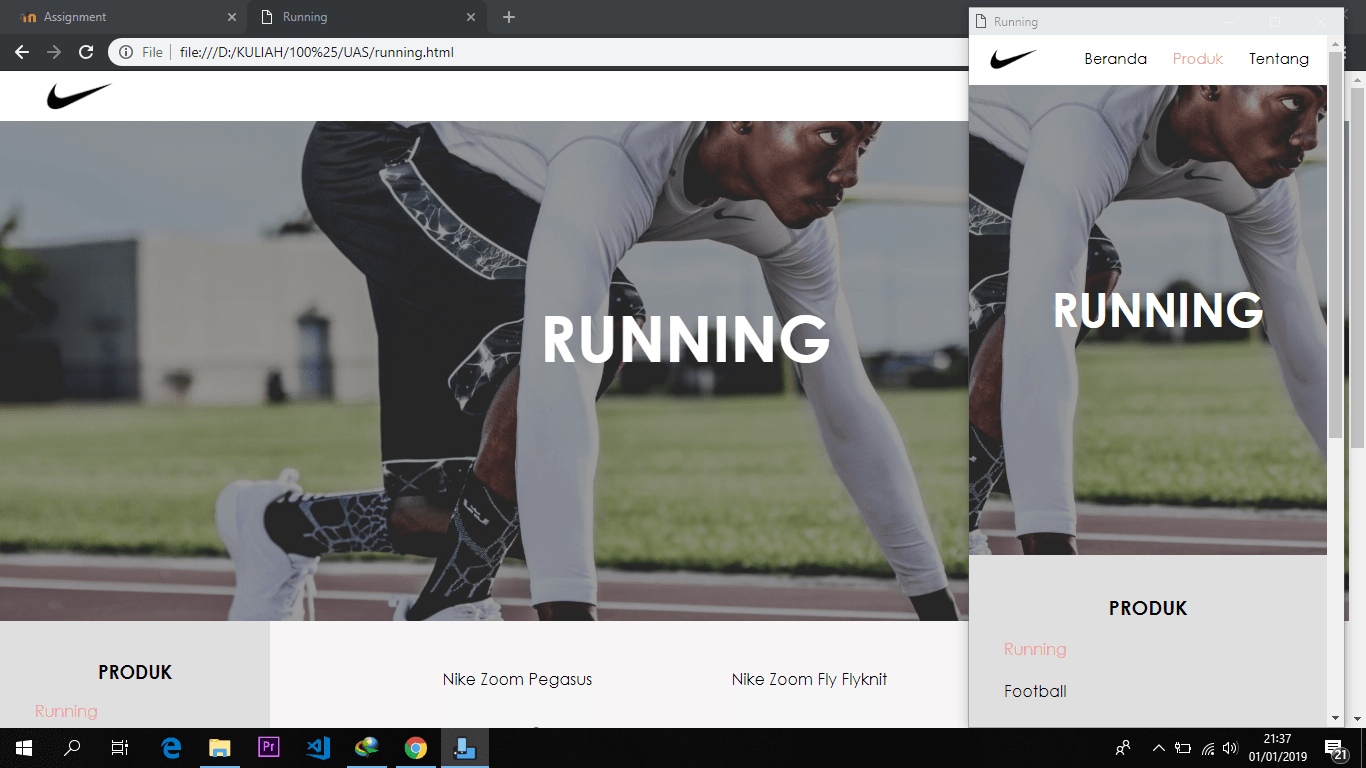 Assignment
Running
File
file:///D:/KULIAH/100%25/UAS/running.html
RUNNING
PRODUK
Running
Nike Zoom Pegasus
Nike Zoom Fly Flyknit
Running
Beranda Produk Tentang
RUNNING
PRODUK
Running
Football
Pr
21:37
01/01/2019
21